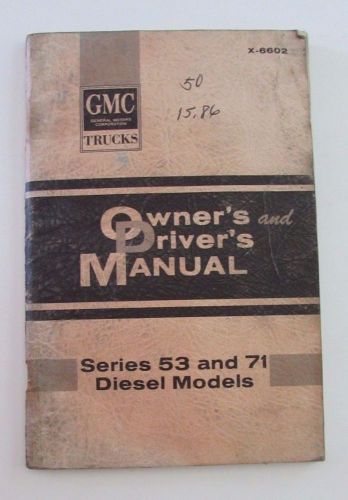 X-6602
50
15.86
GMC
GENERAL MOTORS
CORPORATION
TRUCKS
Owner's and
Driver's
MANUAL
Series 53 and 71
Diesel Models